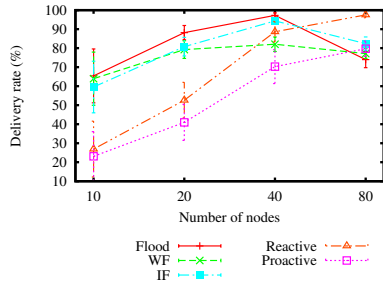 Delivery rate (%)
100
90
80
70
60
50
40
30
20
10
10 20 40 80
Number of nodes
Flood
WF
IF
Reactive
Proactive